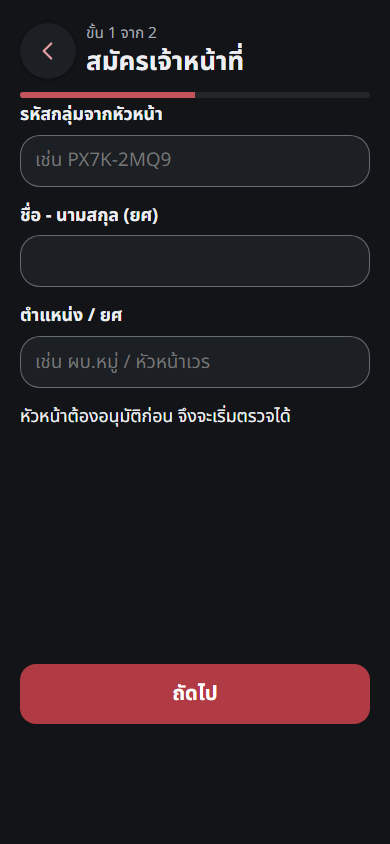 ขั้น 1 จาก 2
สมัครเจ้าหน้าที่
รหัสกลุ่มจากหัวหน้า
เช่น PX7K-2MQ9
ชื่อ - นามสกุล (ยศ)
ตำแหน่ง / ยศ
เช่น ผบ.หมู่ / หัวหน้าเวร
หัวหน้าต้องอนุมัติก่อน จึงจะเริ่มตรวจได้
ถัดไป